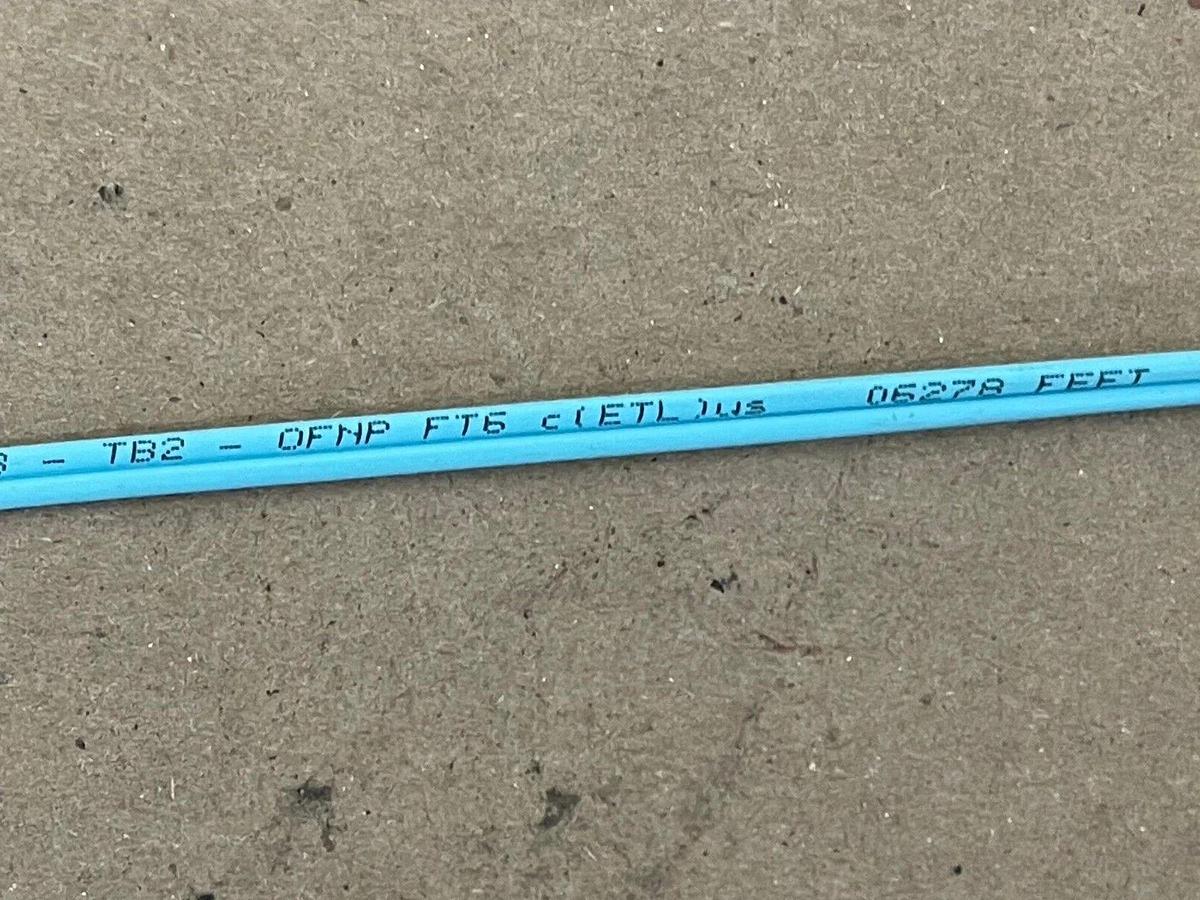 - TB2 - OFNP FT6 c(ETL)us 06278 FEET